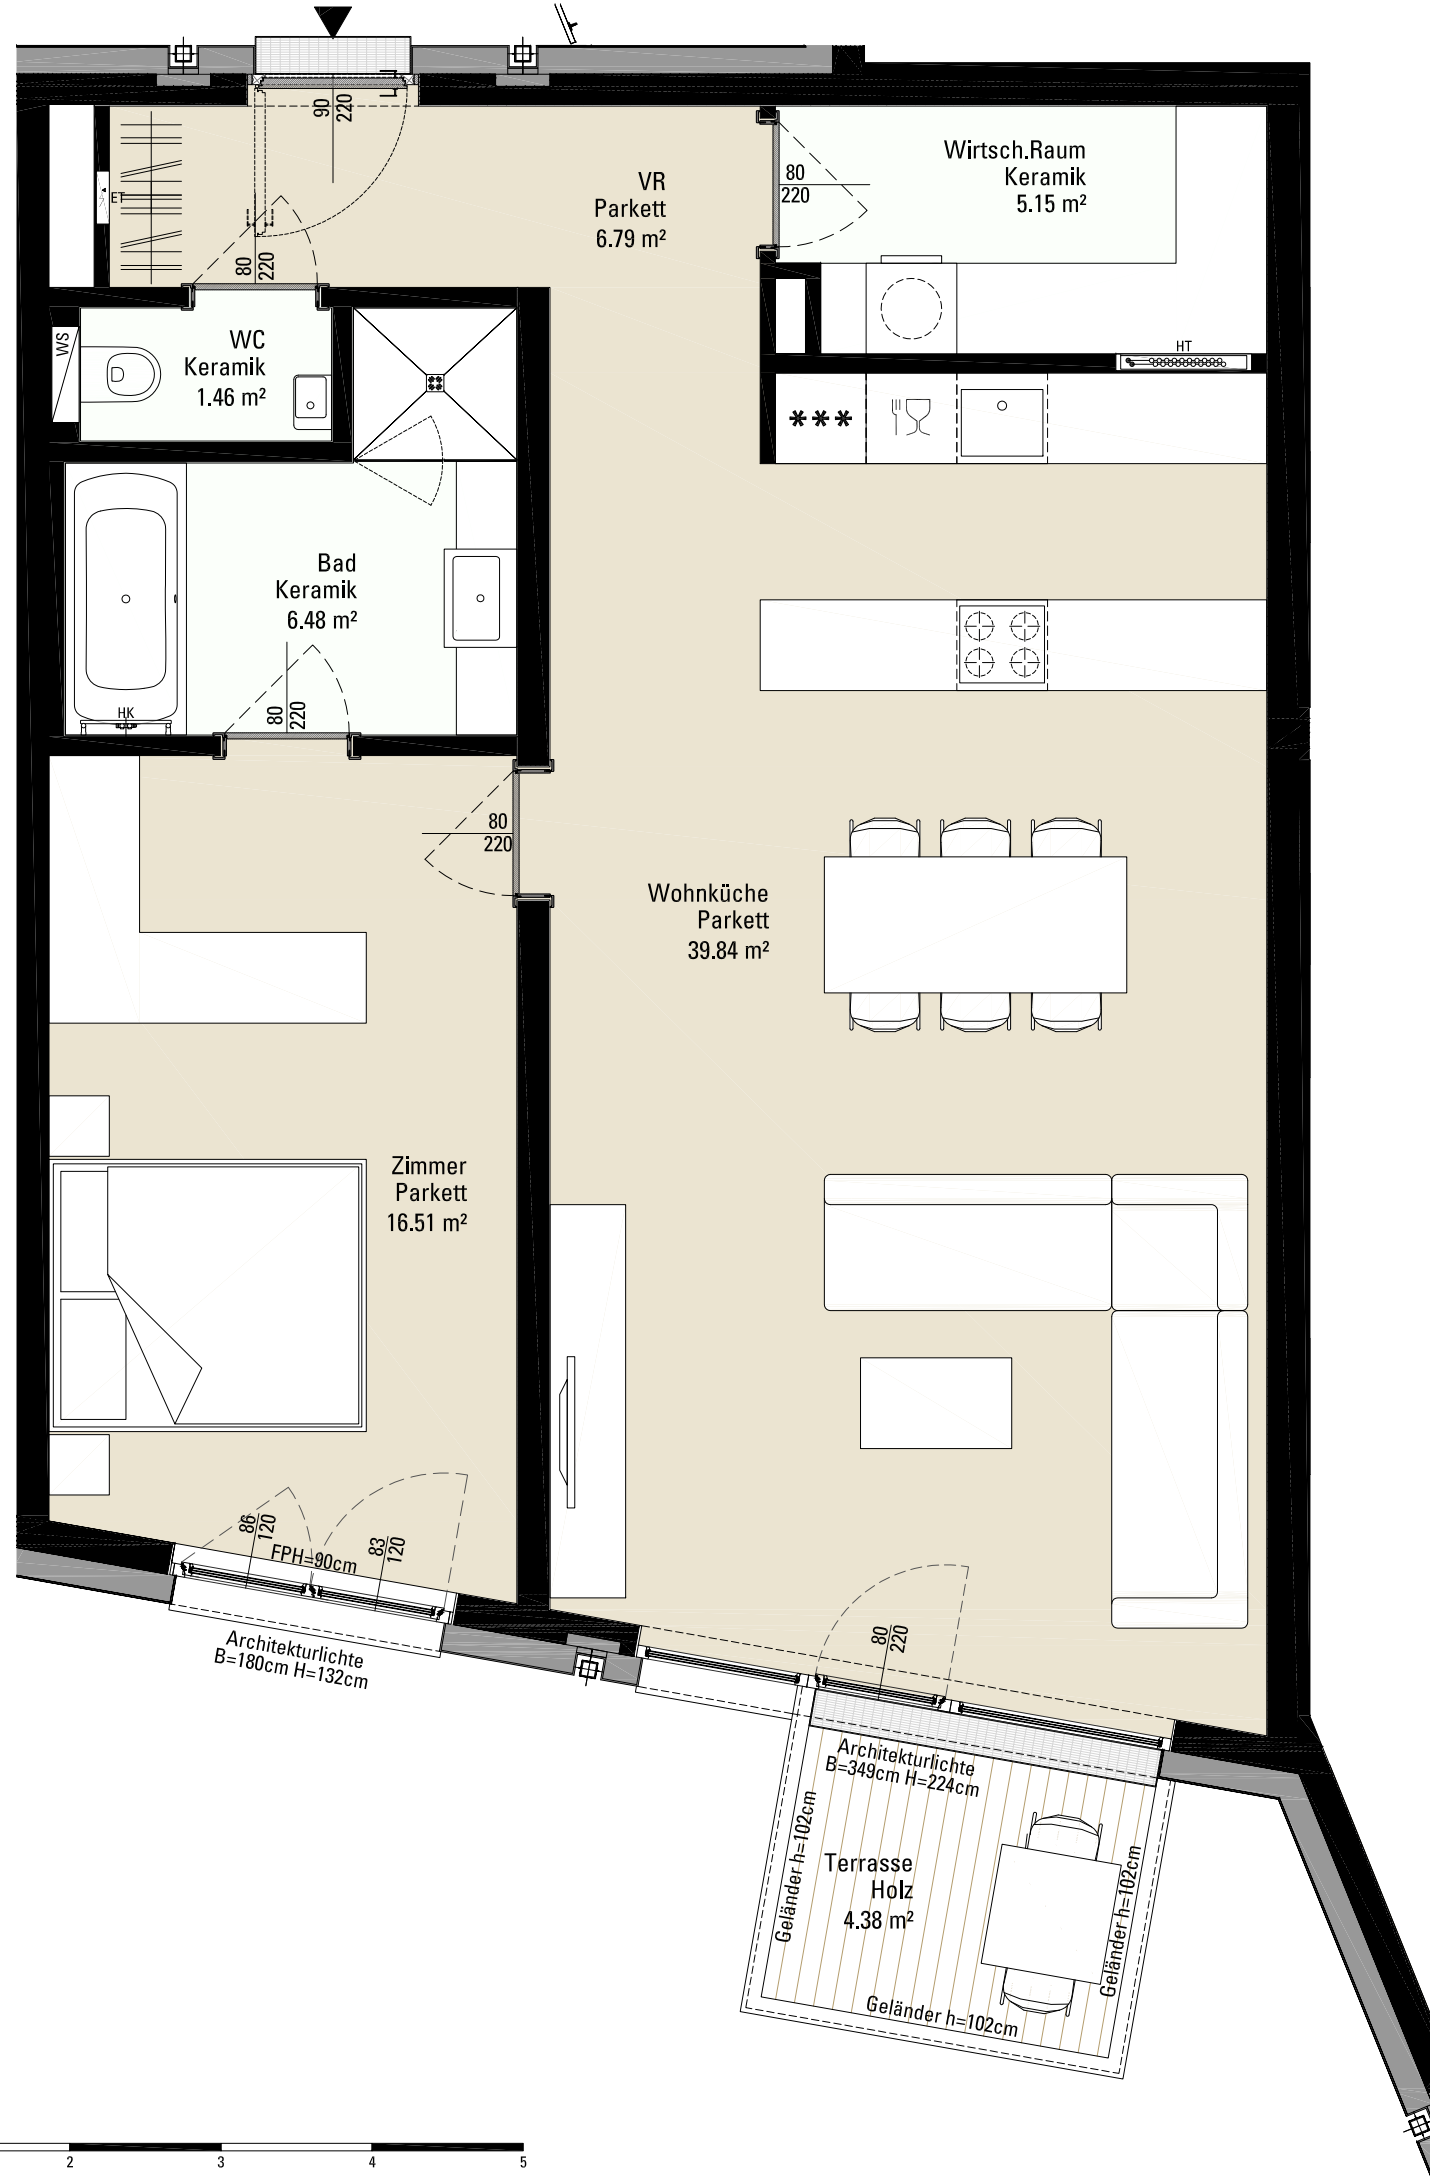 90
220
VR
Parkett
6.79 m²
80
220
Wirtsch.Raum
Keramik
5.15 m²
ET
80
220
WS
WC
Keramik
1.46 m²
HT
***
Bad
Keramik
6.48 m²
HK
80
220
80
220
Wohnküche
Parkett
39.84 m²
Zimmer
Parkett
16.51 m²
86
120
FPH=90cm
83
120
Architekturlichte
B=180cm H=132cm
80
220
Architekturlichte
B=349cm H=224cm
Geländer h=102cm
Terrasse
Holz
4.38 m²
Geländer h=102cm
Geländer h=102cm
2 3 4 5